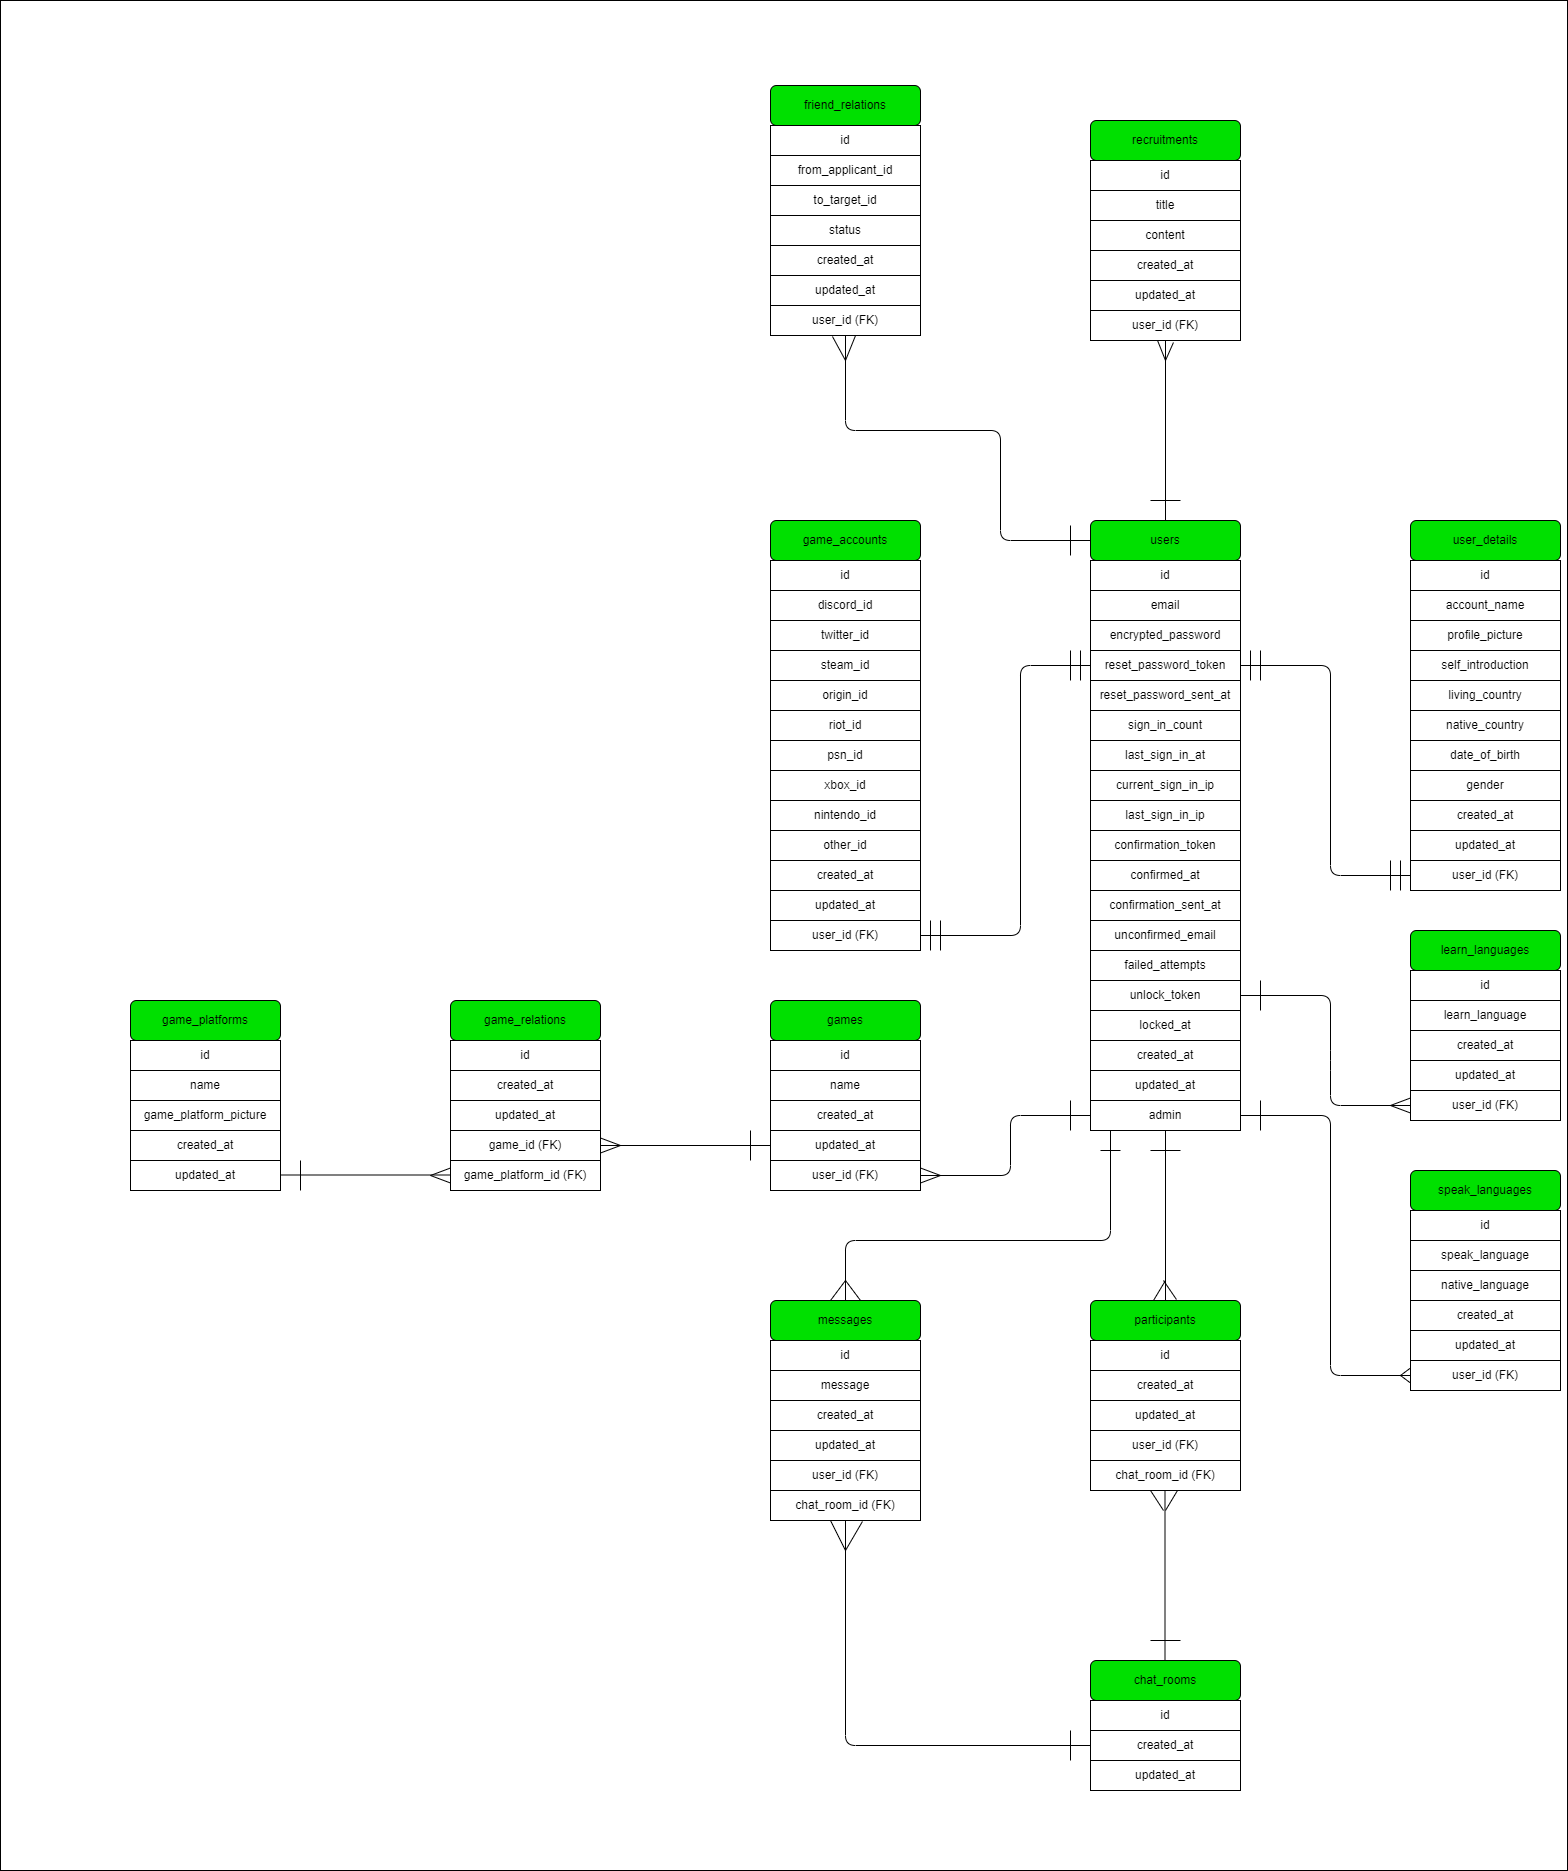 friend_relations
id
from_applicant_id
to_target_id
status
created_at
updated_at
user_id (FK)
recruitments
id
title
content
created_at
updated_at
user_id (FK)
game_accounts
id
discord_id
twitter_id
steam_id
origin_id
riot_id
psn_id
xbox_id
nintendo_id
other_id
created_at
updated_at
user_id (FK)
users
id
email
encrypted_password
reset_password_token
reset_password_sent_at
sign_in_count
last_sign_in_at
current_sign_in_ip
last_sign_in_ip
confirmation_token
confirmed_at
confirmation_sent_at
unconfirmed_email
failed_attempts
unlock_token
locked_at
created_at
updated_at
admin
user_details
id
account_name
profile_picture
self_introduction
living_country
native_country
date_of_birth
gender
created_at
updated_at
user_id (FK)
learn_languages
id
learn_language
created_at
updated_at
user_id (FK)
game_platforms
id
name
game_platform_picture
created_at
updated_at
game_relations
id
created_at
updated_at
game_id (FK)
game_platform_id (FK)
games
id
name
created_at
updated_at
user_id (FK)
speak_languages
id
speak_language
native_language
created_at
updated_at
user_id (FK)
messages
id
message
created_at
updated_at
user_id (FK)
chat_room_id (FK)
participants
id
created_at
updated_at
user_id (FK)
chat_room_id (FK)
chat_rooms
id
created_at
updated_at